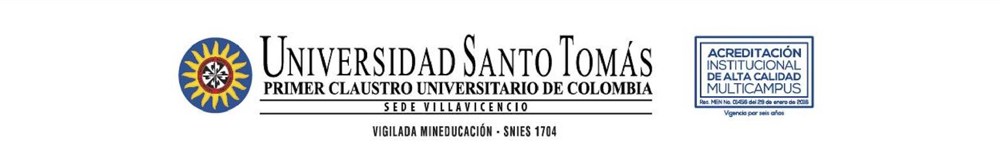 UNIVERSIDAD SANTO TOMÁS
PRIMER CLAUSTRO UNIVERSITARIO DE COLOMBIA
SEDE VILLAVICENCIO
VIGILADA MINEDUCACIÓN - SNIES 1704
ACREDITACIÓN
INSTITUCIONAL
DE ALTA CALIDAD
MULTICAMPUS
Res. MEN No. 01456 del 29 de enero de 2016
Vigencia por seis años